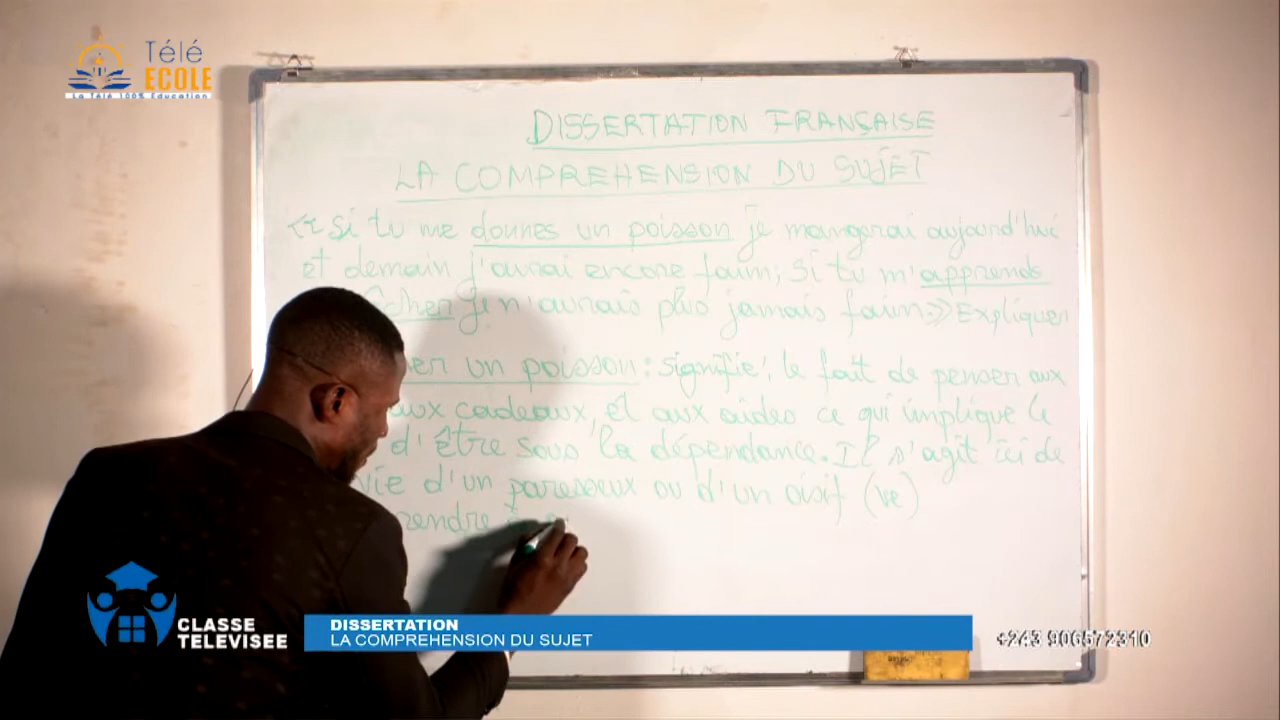 Télé
ECOLE
La Télé 100% Education
DISSERTATION FRANÇAISE
LA COMPREHENSION DU SUJET
<< Si tu me donnes un poisson je mangerai aujourd'hui
et demain j'aurai encore faim; Si tu m'apprends
je n'aurais plus jamais faim>> Expliquer
un poisson: signifie: le fait de penser aux
aux cadeaux, et aux aides ce qui implique le
d'être sous la dépendance. Il s'agit ici de
vie d'un paresseux ou d'un oisif (ve)
CLASSE
TELEVISEE
DISSERTATION
LA COMPREHENSION DU SUJET
+243 906572310